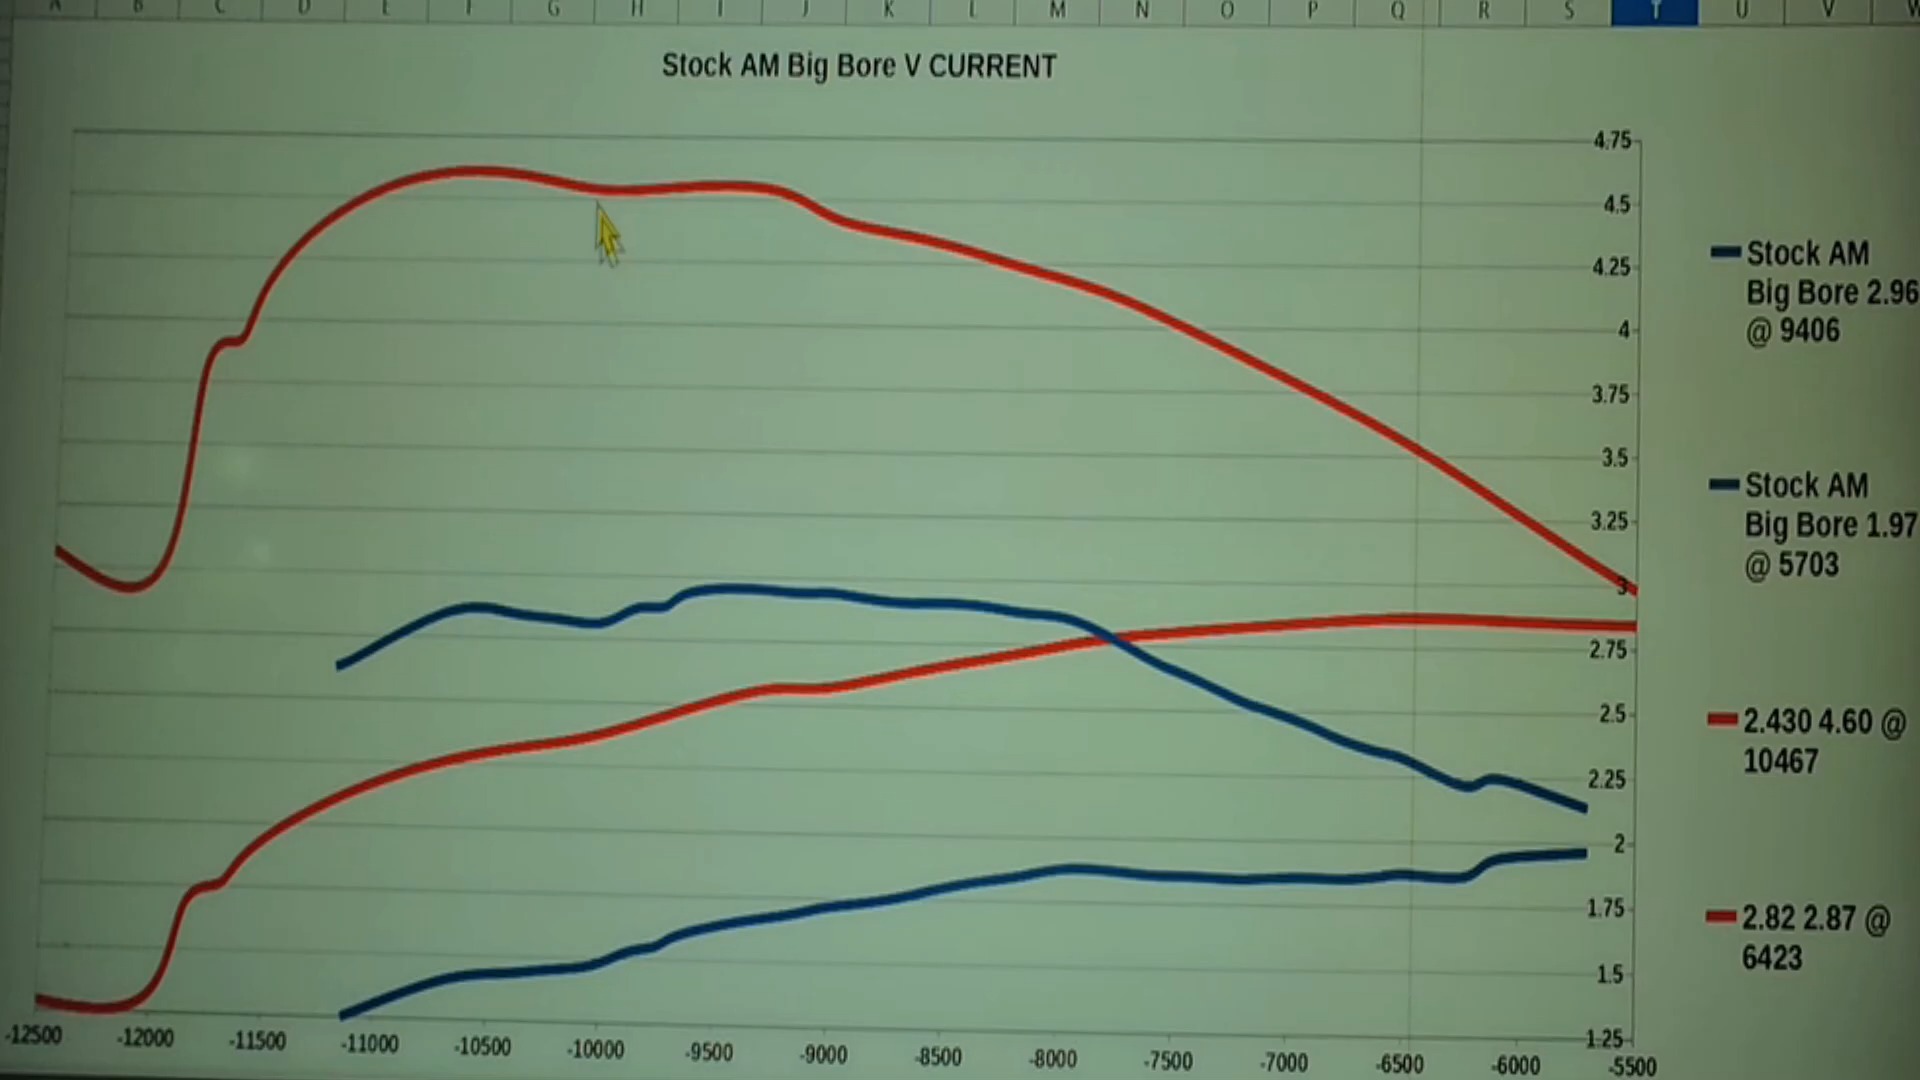 A B C D E F G H I J K L M N O P Q R S T U V W
Stock AM Big Bore V CURRENT
4.75
4.5
4.25
4
3.75
3.5
3.25
3
2.75
2.5
2.25
2
1.75
1.5
1.25
Stock AM
Big Bore 2.96
@ 9406
Stock AM
Big Bore 1.97
@ 5703
2.430 4.60 @
10467
2.82 2.87 @
6423
-12500 -12000 -11500 -11000 -10500 -10000 -9500 -9000 -8500 -8000 -7500 -7000 -6500 -6000 -5500